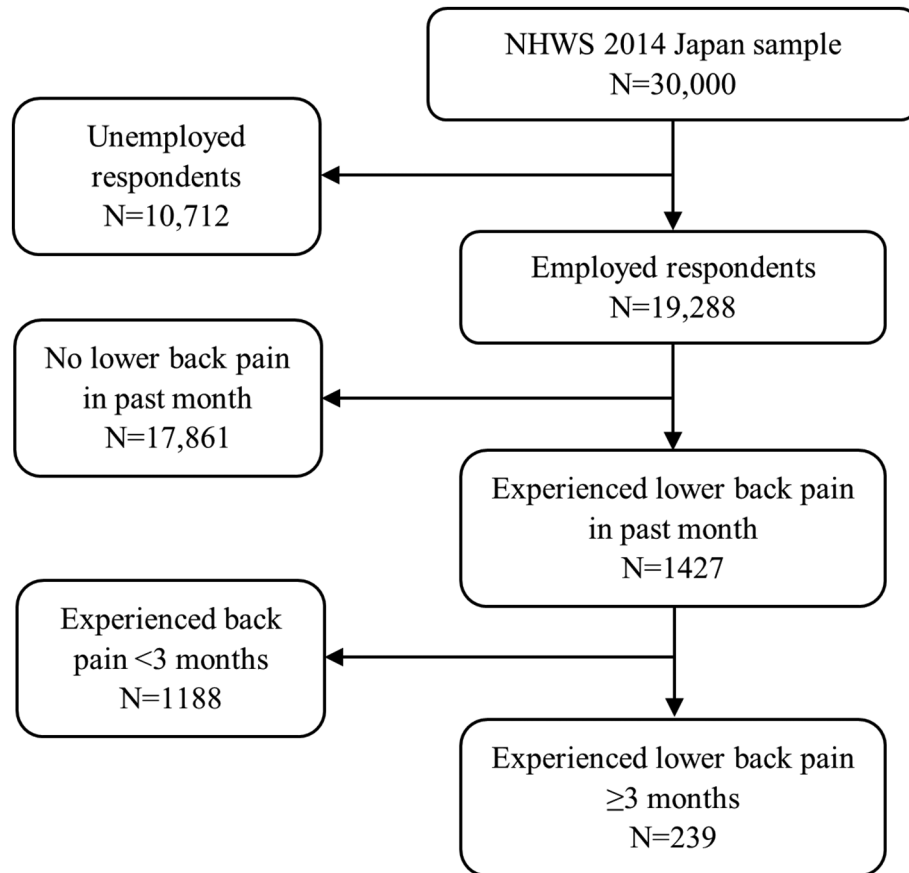 NHWS 2014 Japan sample
N=30,000
Unemployed
respondents
N=10,712
Employed respondents
N=19,288
No lower back pain
in past month
N=17,861
Experienced lower back pain
in past month
N=1427
Experienced back
pain <3 months
N=1188
Experienced lower back pain
≥3 months
N=239